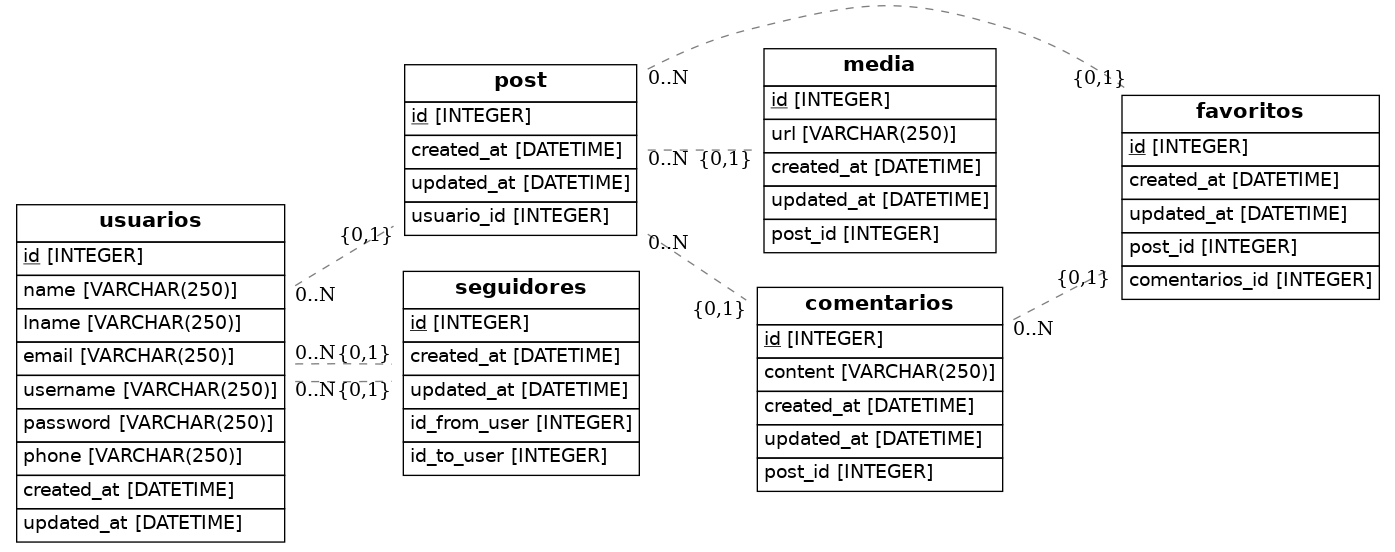 usuarios
id [INTEGER]
name [VARCHAR(250)]
lname [VARCHAR(250)]
email [VARCHAR(250)]
username [VARCHAR(250)]
password [VARCHAR(250)]
phone [VARCHAR(250)]
created_at [DATETIME]
updated_at [DATETIME]
{0,1}
0..N
0..N {0,1}
0..N {0,1}
post
id [INTEGER]
created_at [DATETIME]
updated_at [DATETIME]
usuario_id [INTEGER]
seguidores
id [INTEGER]
created_at [DATETIME]
updated_at [DATETIME]
id_from_user [INTEGER]
id_to_user [INTEGER]
0..N
0..N {0,1}
0..N
{0,1}
media
id [INTEGER]
url [VARCHAR(250)]
created_at [DATETIME]
updated_at [DATETIME]
post_id [INTEGER]
comentarios
id [INTEGER]
content [VARCHAR(250)]
created_at [DATETIME]
updated_at [DATETIME]
post_id [INTEGER]
{0,1}
{0,1}
0..N
favoritos
id [INTEGER]
created_at [DATETIME]
updated_at [DATETIME]
post_id [INTEGER]
comentarios_id [INTEGER]